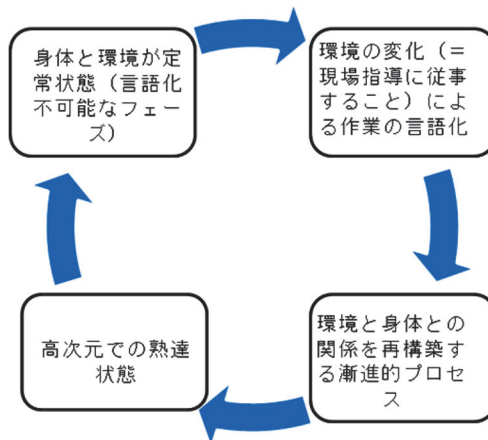 身体と環境が定
常状態（言語化
不可能なフェー
ズ）
環境の変化（＝
現場指導に従事
すること）によ
る作業の言語化
環境と身体との
関係を再構築す
る漸進的プロセ
ス
高次元での熟達
状態